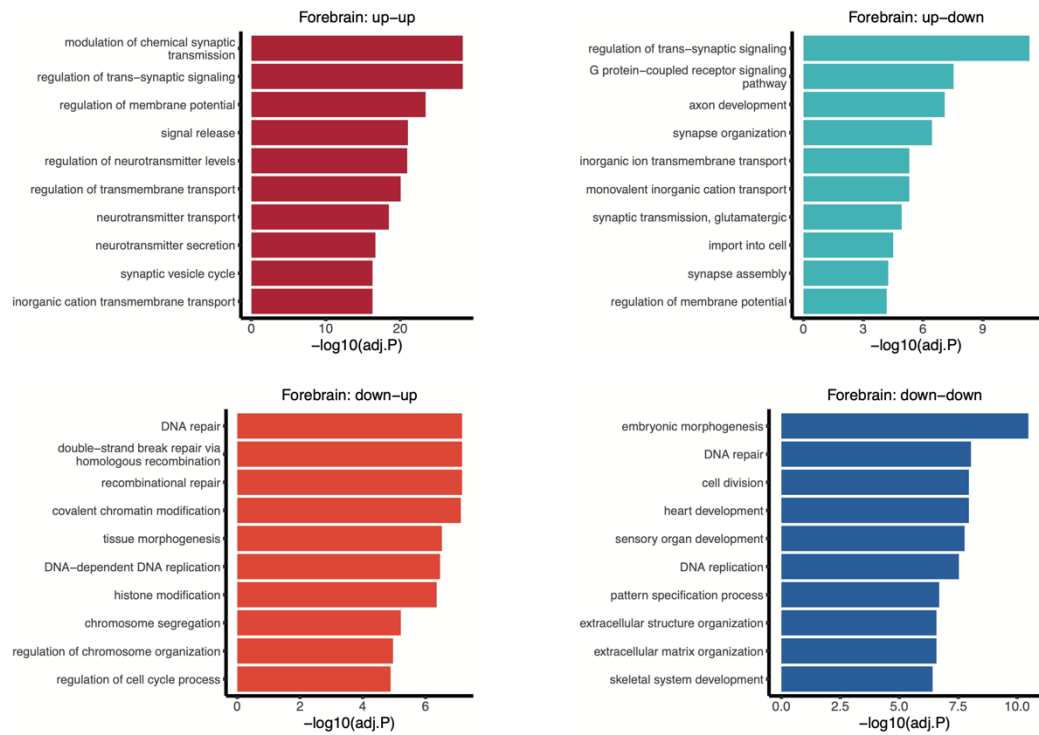 Forebrain: up-up
modulation of chemical synaptic
transmission
regulation of trans-synaptic signaling
regulation of membrane potential
signal release
regulation of neurotransmitter levels
regulation of transmembrane transport
neurotransmitter transport
neurotransmitter secretion
synaptic vesicle cycle
inorganic cation transmembrane transport
0 10 20
-log10(adj.P)
Forebrain: up-down
regulation of trans-synaptic signaling
G protein-coupled receptor signaling
pathway
axon development
synapse organization
inorganic ion transmembrane transport
monovalent inorganic cation transport
synaptic transmission, glutamatergic
import into cell
synapse assembly
regulation of membrane potential
0 3 6 9
-log10(adj.P)
Forebrain: down-up
DNA repair
double-strand break repair via
homologous recombination
recombinational repair
covalent chromatin modification
tissue morphogenesis
DNA-dependent DNA replication
histone modification
chromosome segregation
regulation of chromosome organization
regulation of cell cycle process
0 2 4 6
-log10(adj.P)
Forebrain: down-down
embryonic morphogenesis
DNA repair
cell division
heart development
sensory organ development
DNA replication
pattern specification process
extracellular structure organization
extracellular matrix organization
skeletal system development
0.0 2.5 5.0 7.5 10.0
-log10(adj.P)